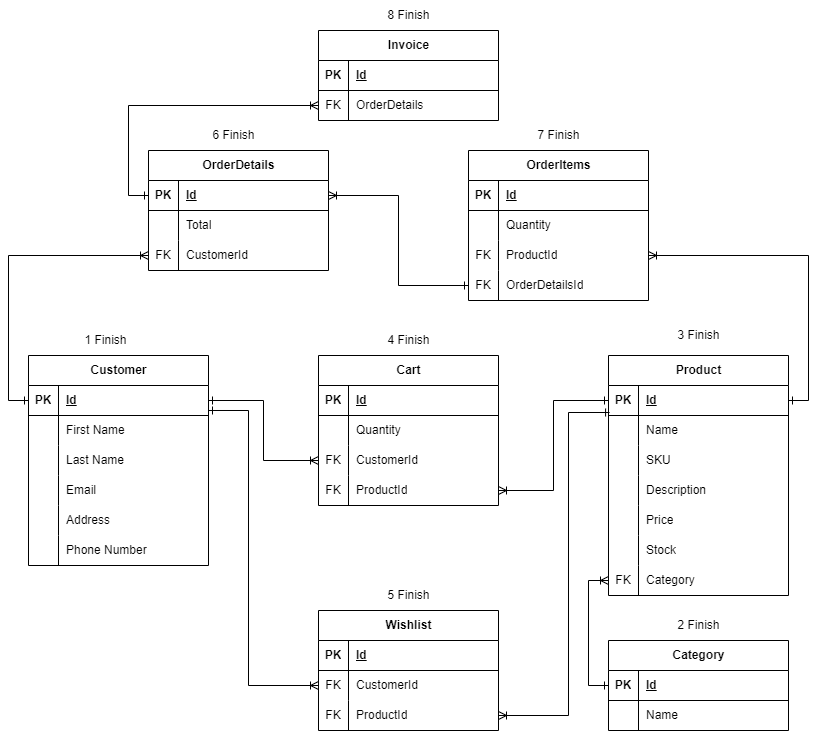 8 Finish
Invoice
PK Id
FK OrderDetails
6 Finish
OrderDetails
PK Id
Total
FK CustomerId
7 Finish
OrderItems
PK Id
Quantity
FK ProductId
FK OrderDetailsId
1 Finish
Customer
PK Id
First Name
Last Name
Email
Address
Phone Number
4 Finish
Cart
PK Id
Quantity
FK CustomerId
FK ProductId
3 Finish
Product
PK Id
Name
SKU
Description
Price
Stock
FK Category
5 Finish
Wishlist
PK Id
FK CustomerId
FK ProductId
2 Finish
Category
PK Id
Name